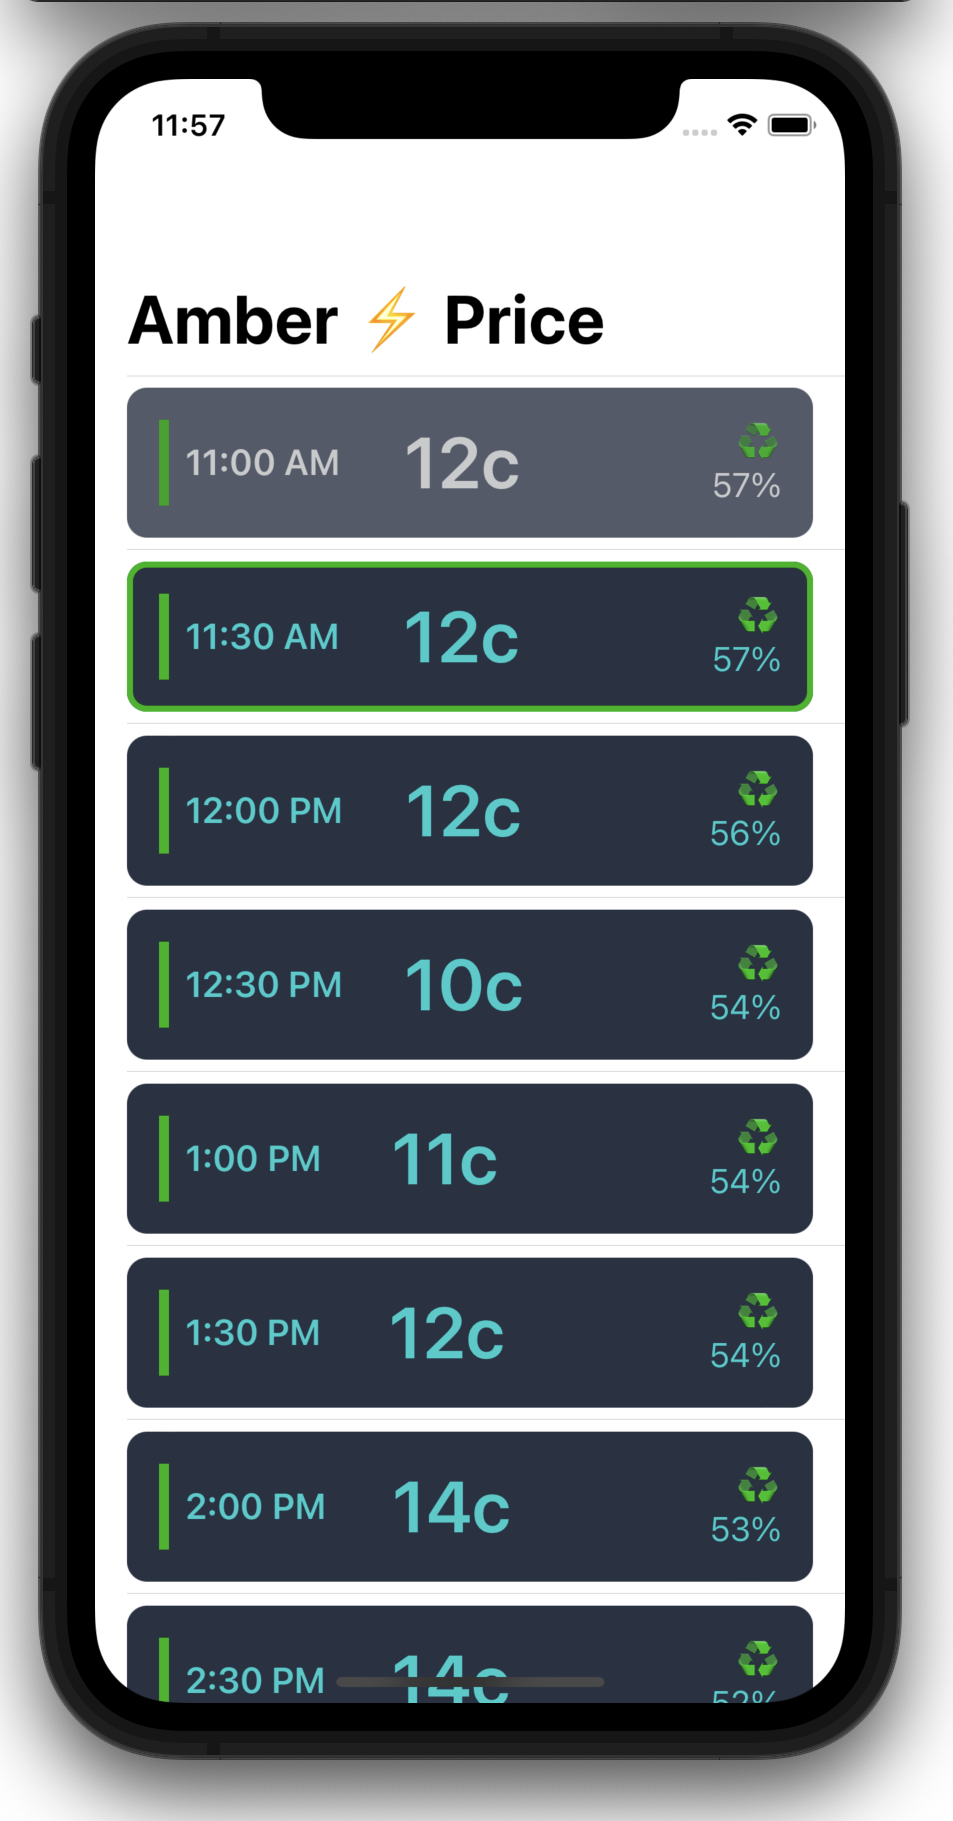 11:57
Amber ⚡ Price
11:00 AM 12c ♻
57%
11:30 AM 12c ♻
57%
12:00 PM 12c ♻
56%
12:30 PM 10c ♻
54%
1:00 PM 11c ♻
54%
1:30 PM 12c ♻
54%
2:00 PM 14c ♻
53%
2:30 PM 14c ♻